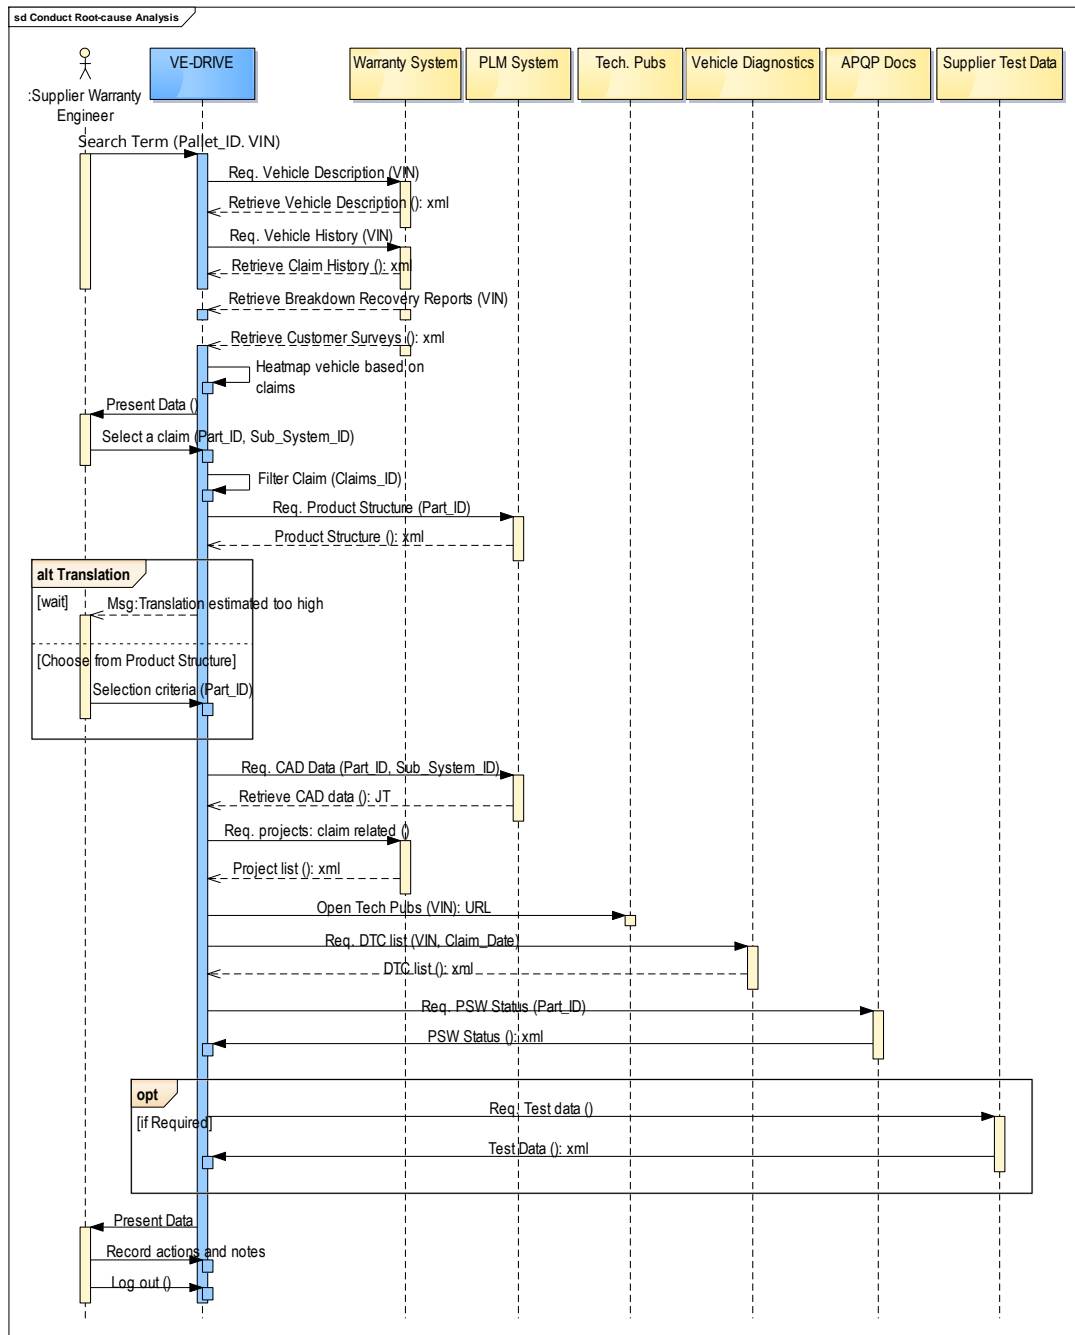 sd Conduct Root-cause Analysis
VE-DRIVE
Warranty System
PLM System
Tech. Pubs
Vehicle Diagnostics
APQP Docs
Supplier Test Data
:Supplier Warranty
Engineer
Search Term (Pallet_ID. VIN)
Req. Vehicle Description (VIN)
Retrieve Vehicle Description (): xml
Req. Vehicle History (VIN)
Retrieve Claim History (): xml
Retrieve Breakdown Recovery Reports (VIN)
Retrieve Customer Surveys (): xml
Heatmap vehicle based on
claims
Present Data ()
Select a claim (Part_ID, Sub_System_ID)
Filter Claim (Claims_ID)
Req. Product Structure (Part_ID)
Product Structure (): xml
alt Translation
[wait]
Msg:Translation estimated too high
[Choose from Product Structure]
Selection criteria (Part_ID)
Req. CAD Data (Part_ID, Sub_System_ID)
Retrieve CAD data (): JT
Req. projects: claim related ()
Project list (): xml
Open Tech Pubs (VIN): URL
Req. DTC list (VIN, Claim_Date)
DTC list (): xml
Req. PSW Status (Part_ID)
PSW Status (): xml
opt
[if Required]
Req. Test data ()
Test Data (): xml
Present Data
Record actions and notes
Log out ()